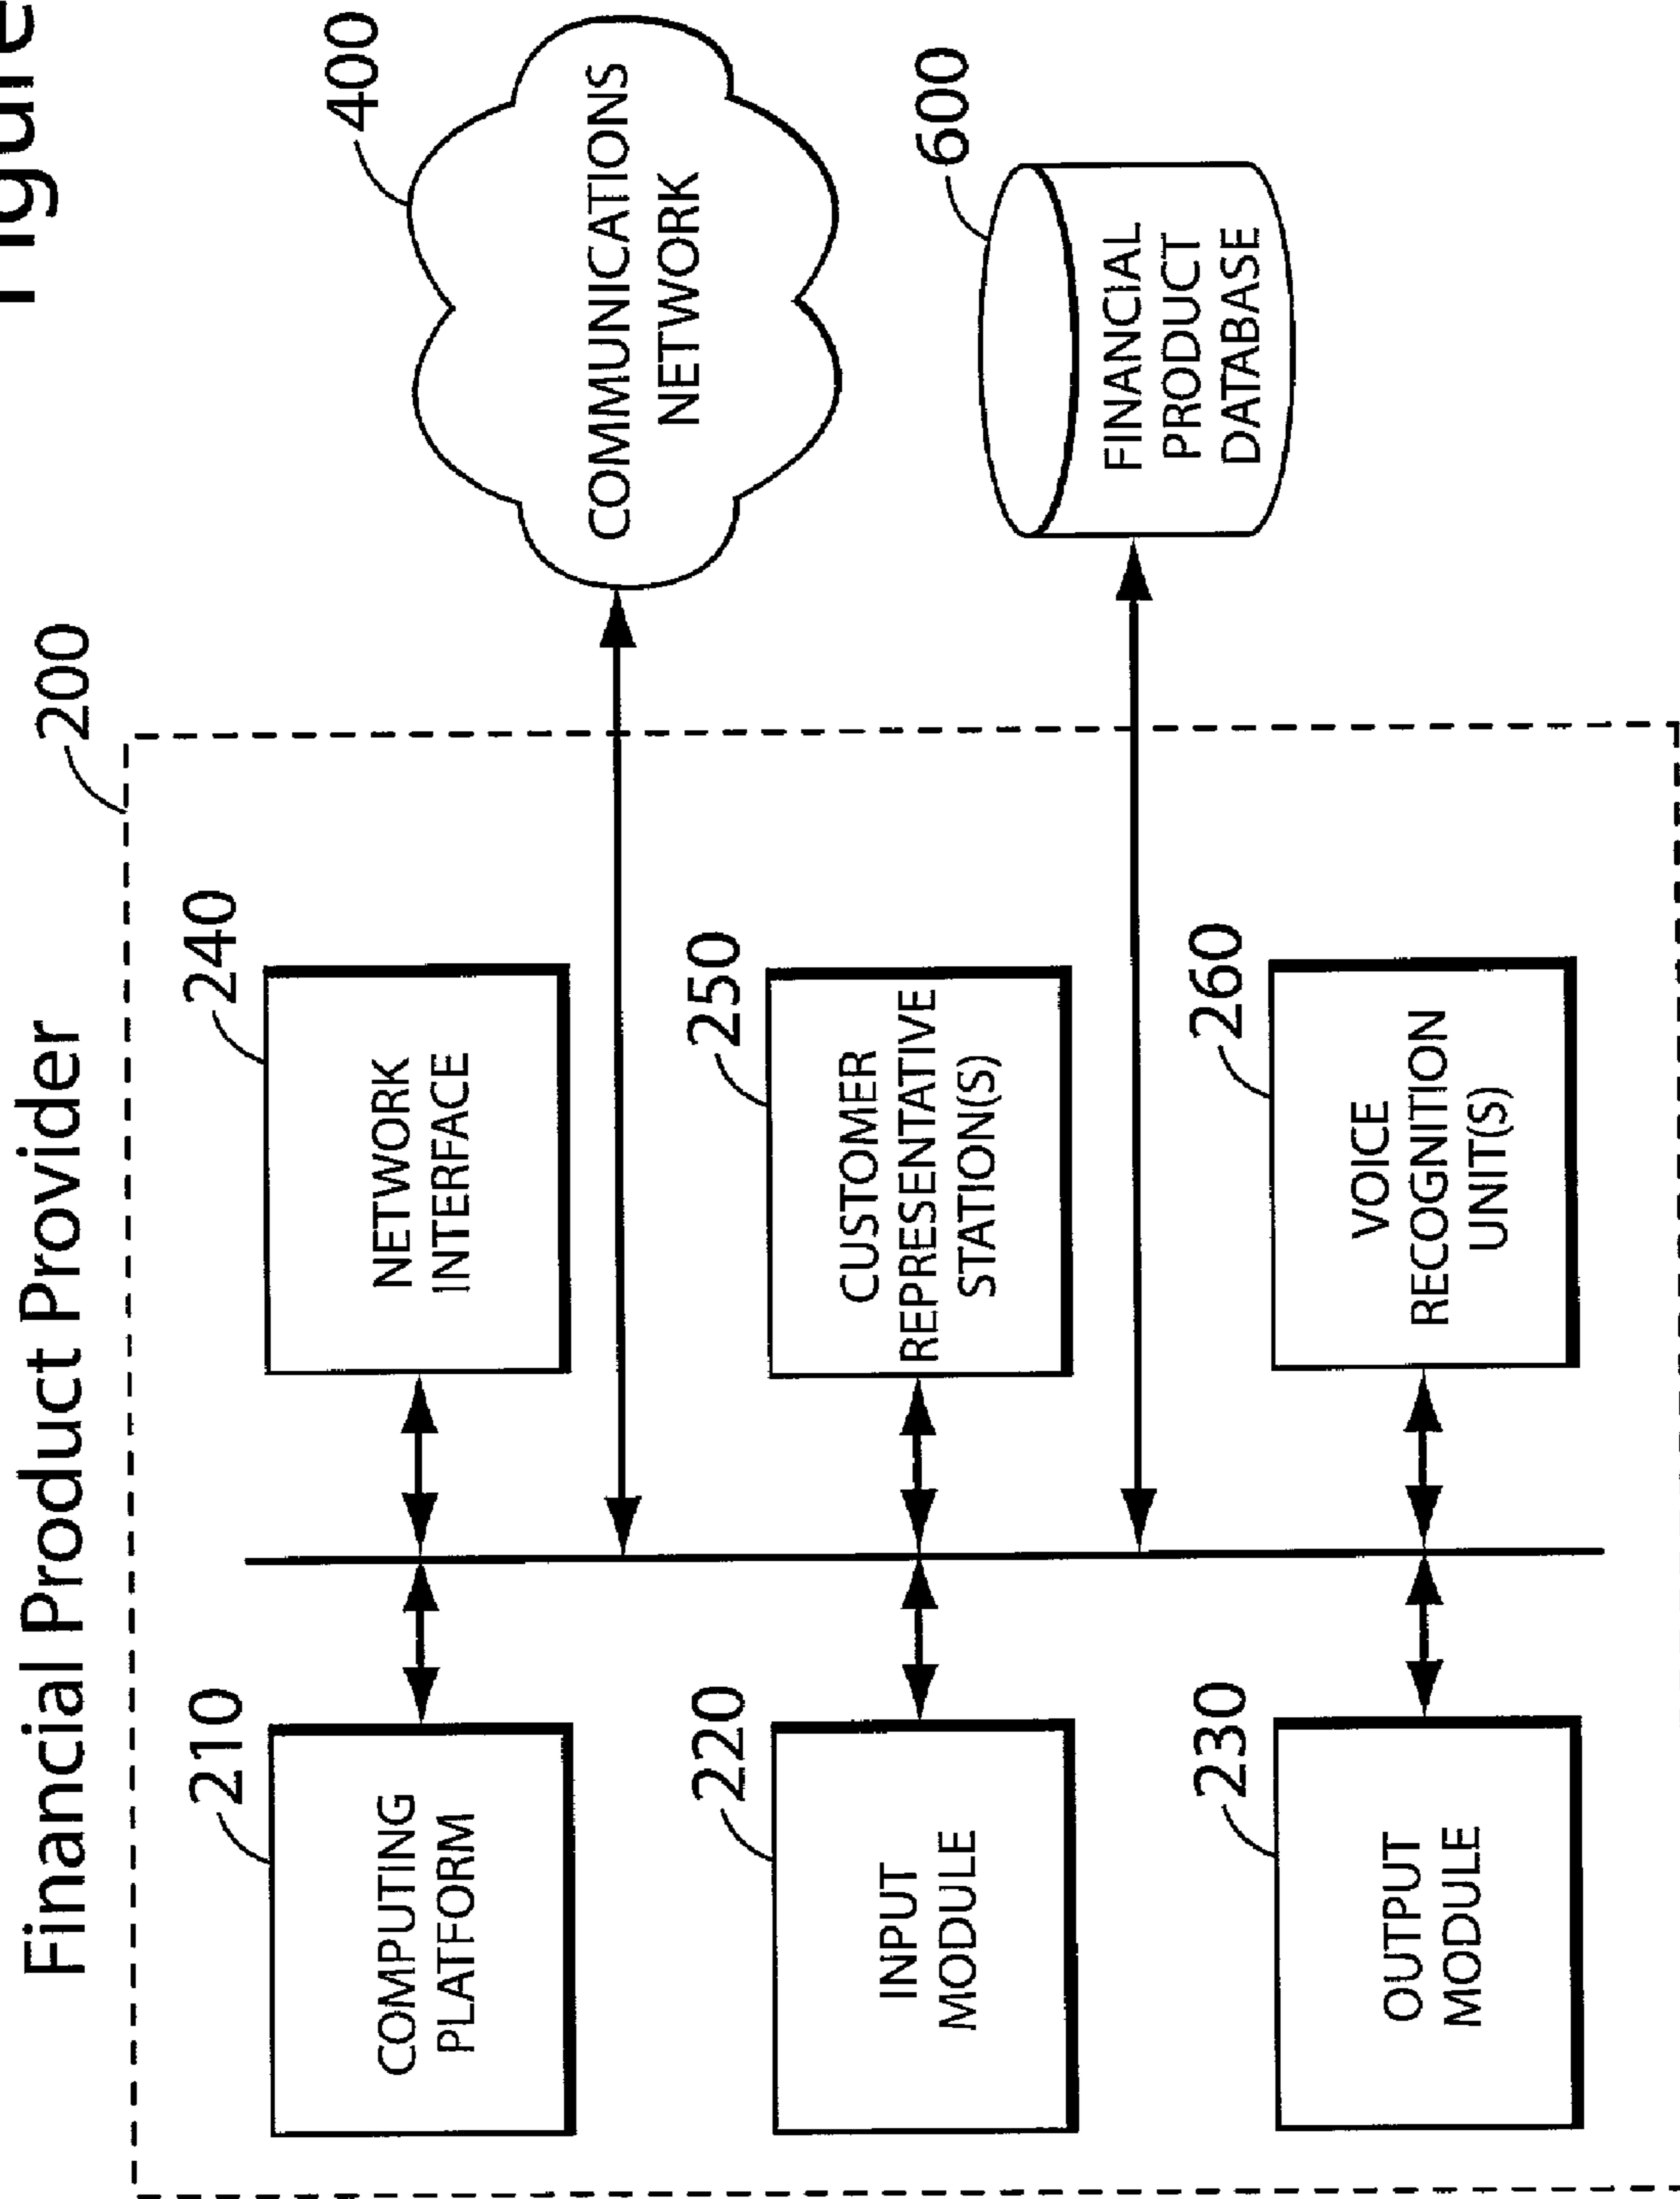 Figure
Financial Product Provider
200
210
COMPUTING
PLATFORM
240
NETWORK
INTERFACE
400
COMMUNICATIONS
NETWORK
220
INPUT
MODULE
250
CUSTOMER
REPRESENTATIVE
STATION(S)
600
FINANCIAL
PRODUCT
DATABASE
230
OUTPUT
MODULE
260
VOICE
RECOGNITION
UNIT(S)